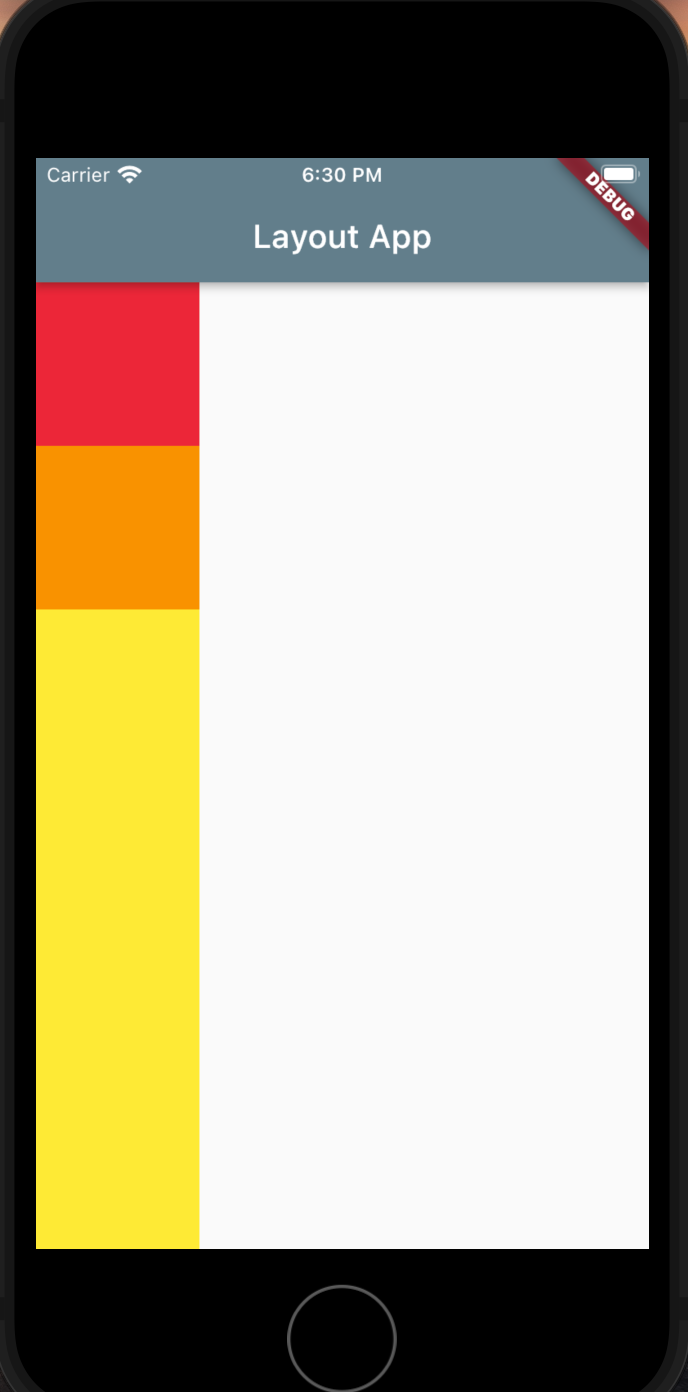 Carrier
6:30 PM
DEBUG
Layout App